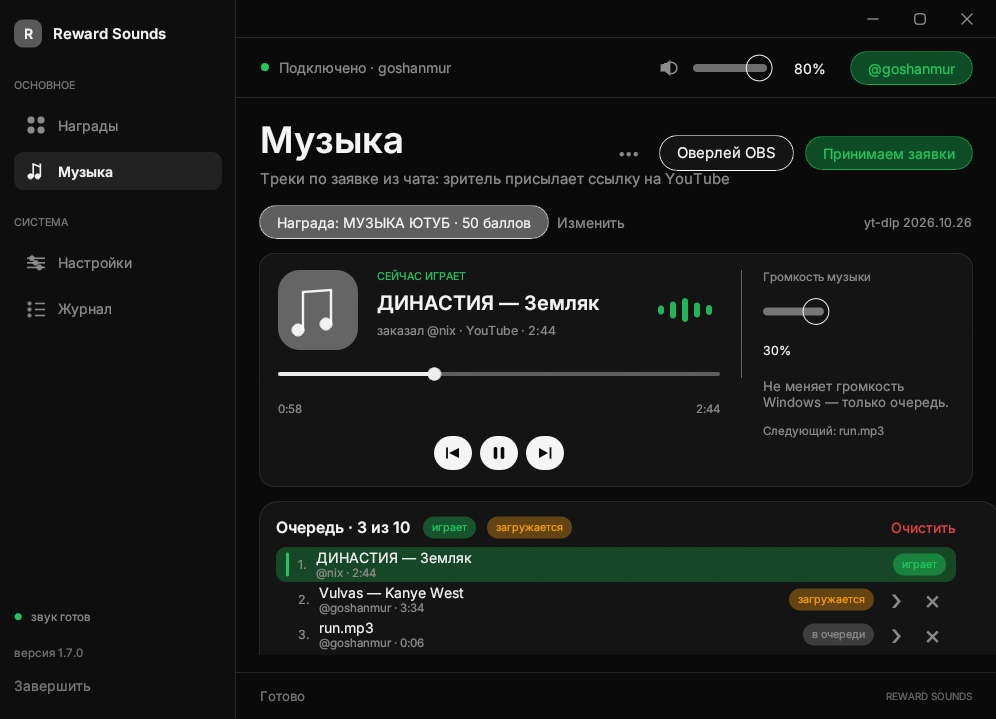 R Reward Sounds
ОСНОВНОЕ
Награды
Музыка
СИСТЕМА
Настройки
Журнал
звук готов
версия 1.7.0
Завершить
Подключено · goshanmur
80%
@goshanmur
Музыка
Оверлей OBS
Принимаем заявки
Треки по заявке из чата: зритель присылает ссылку на YouTube
Награда: МУЗЫКА ЮТУБ · 50 баллов
Изменить
yt-dlp 2026.10.26
СЕЙЧАС ИГРАЕТ
ДИНАСТИЯ — Земляк
заказал @nix · YouTube · 2:44
0:58
2:44
Громкость музыки
30%
Не меняет громкость
Windows — только очередь.
Следующий: run.mp3
Очередь · 3 из 10
играет
загружается
Очистить
1. ДИНАСТИЯ — Земляк
@nix · 2:44
играет
2. Vulvas — Kanye West
@goshanmur · 3:34
загружается
3. run.mp3
@goshanmur · 0:06
в очереди
Готово
REWARD SOUNDS